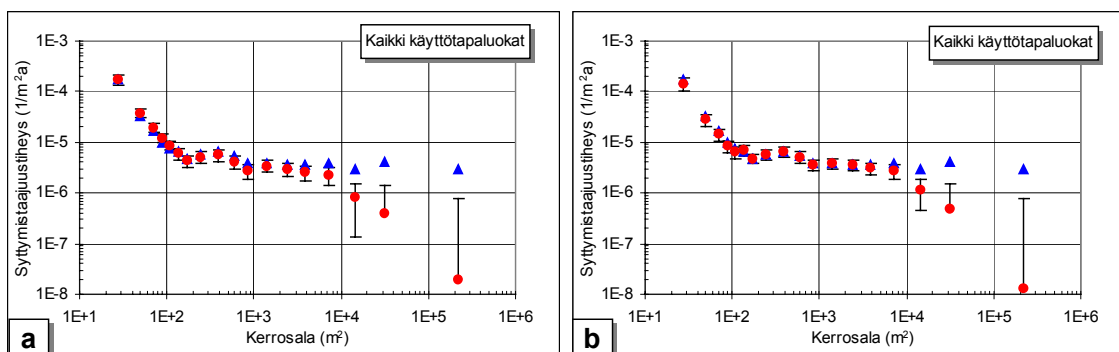 Kaikki käyttötapaluokat
Syttymistaajuustiheys (1/m²a)
1E-3
1E-4
1E-5
1E-6
1E-7
1E-8
1E+1 1E+2 1E+3 1E+4 1E+5 1E+6
Kerrosala (m²)
a
Kaikki käyttötapaluokat
Syttymistaajuustiheys (1/m²a)
1E-3
1E-4
1E-5
1E-6
1E-7
1E-8
1E+1 1E+2 1E+3 1E+4 1E+5 1E+6
Kerrosala (m²)
b